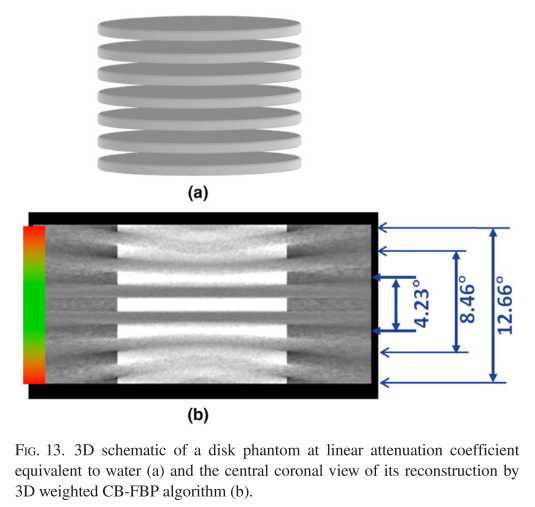 (a)
4.23°
8.46°
12.66°
(b)
FIG. 13. 3D schematic of a disk phantom at linear attenuation coefficient
equivalent to water (a) and the central coronal view of its reconstruction by
3D weighted CB-FBP algorithm (b).